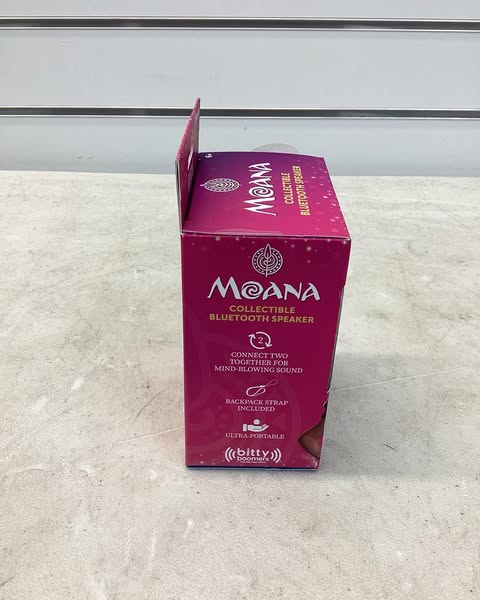 6+
MOANA
COLLECTIBLE
BLUETOOTH SPEAKER
MOANA
COLLECTIBLE
BLUETOOTH SPEAKER
2
CONNECT TWO
TOGETHER FOR
MIND-BLOWING SOUND
BACKPACK STRAP
INCLUDED
ULTRA-PORTABLE
bitty
boomers